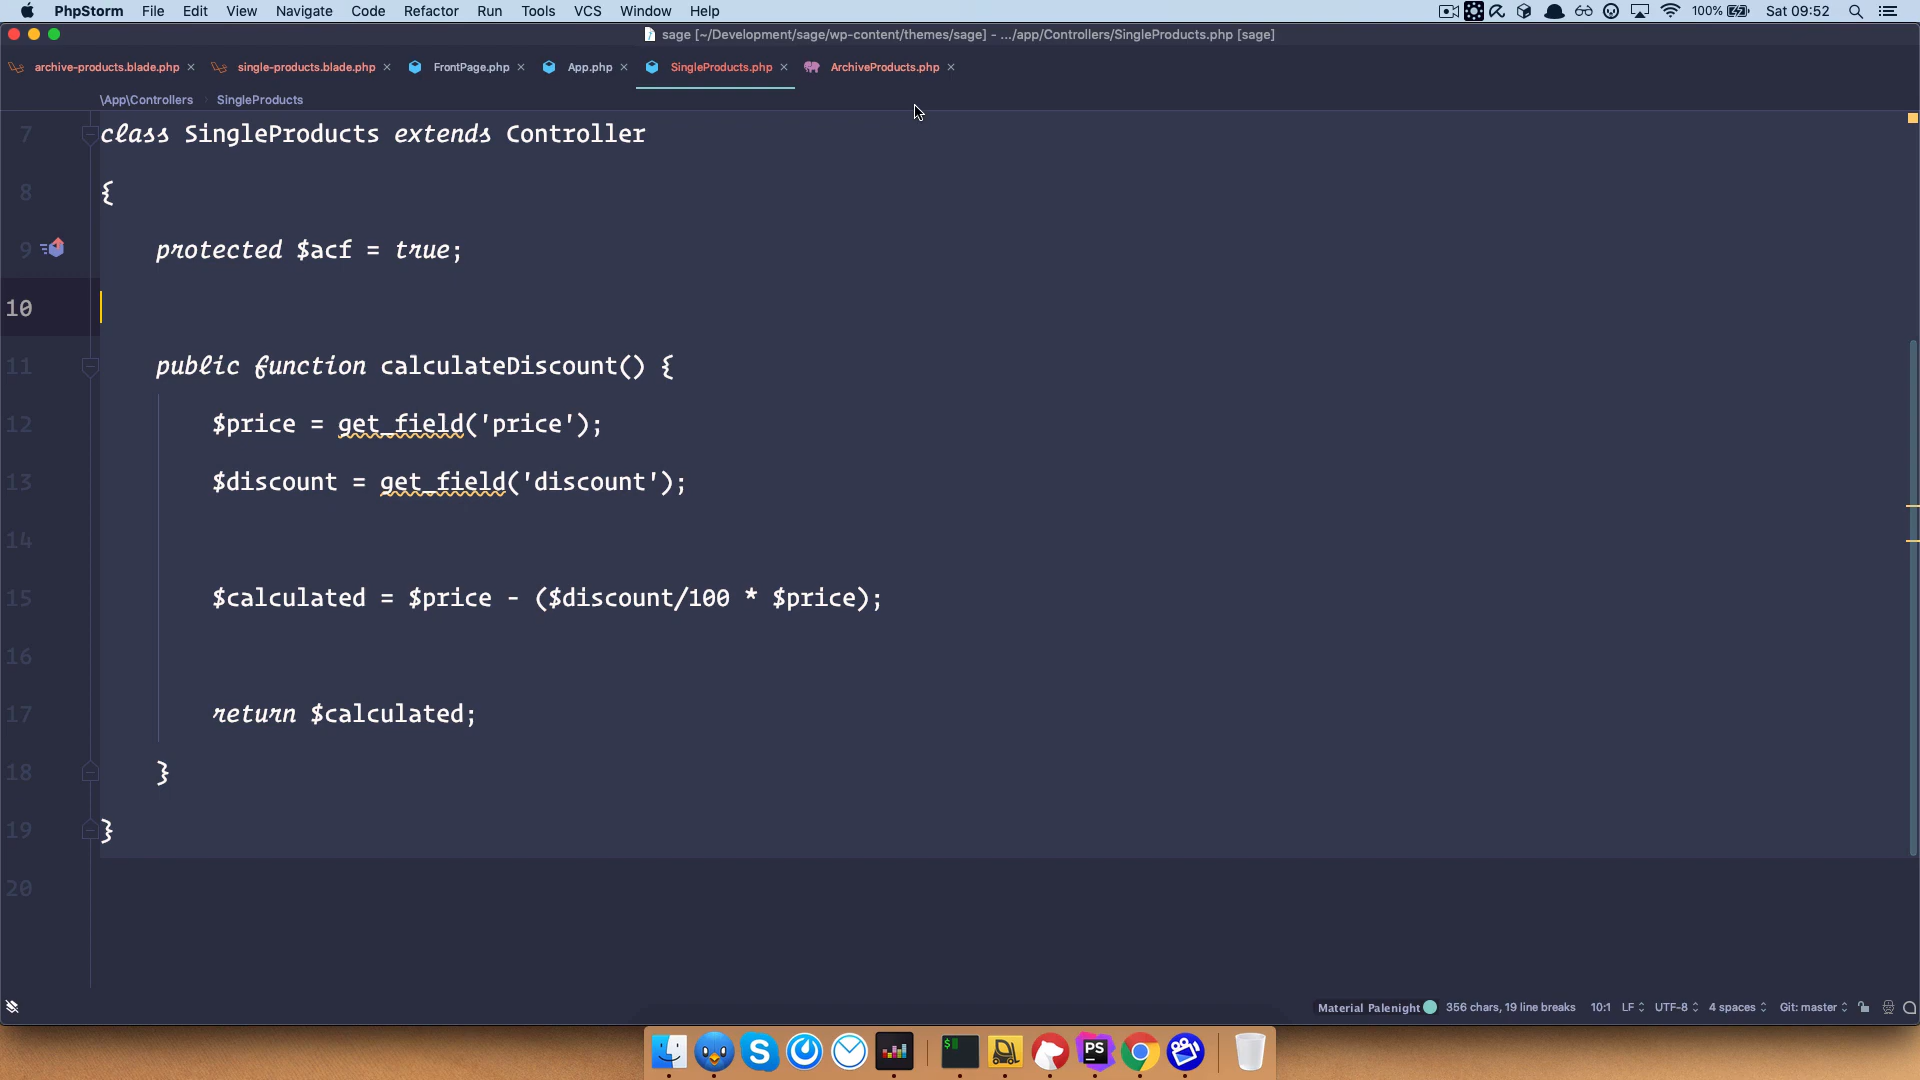 PhpStorm File Edit View Navigate Code Refactor Run Tools VCS Window Help 100% Sat 09:52
sage [~/Development/sage/wp-content/themes/sage] - .../app/Controllers/SingleProducts.php [sage]
archive-products.blade.php single-products.blade.php FrontPage.php App.php SingleProducts.php ArchiveProducts.php
\App\Controllers SingleProducts
7 class SingleProducts extends Controller
8 {
9 protected $acf = true;
10
11 public function calculateDiscount() {
12 $price = get_field('price');
13 $discount = get_field('discount');
14
15 $calculated = $price - ($discount/100 * $price);
16
17 return $calculated;
18 }
19 }
20
Material Palenight 356 chars, 19 line breaks 10:1 LF UTF-8 4 spaces Git: master
$
PS